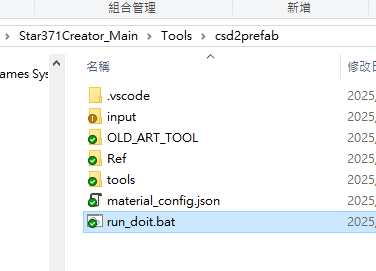 組合管理
新增
Star371Creator_Main > Tools > csd2prefab
ames Sys
名稱
修改日
.vscode
2025,
input
2025,
OLD_ART_TOOL
2025,
Ref
2025,
tools
2025,
material_config.json
2025,
run_doit.bat
2025,